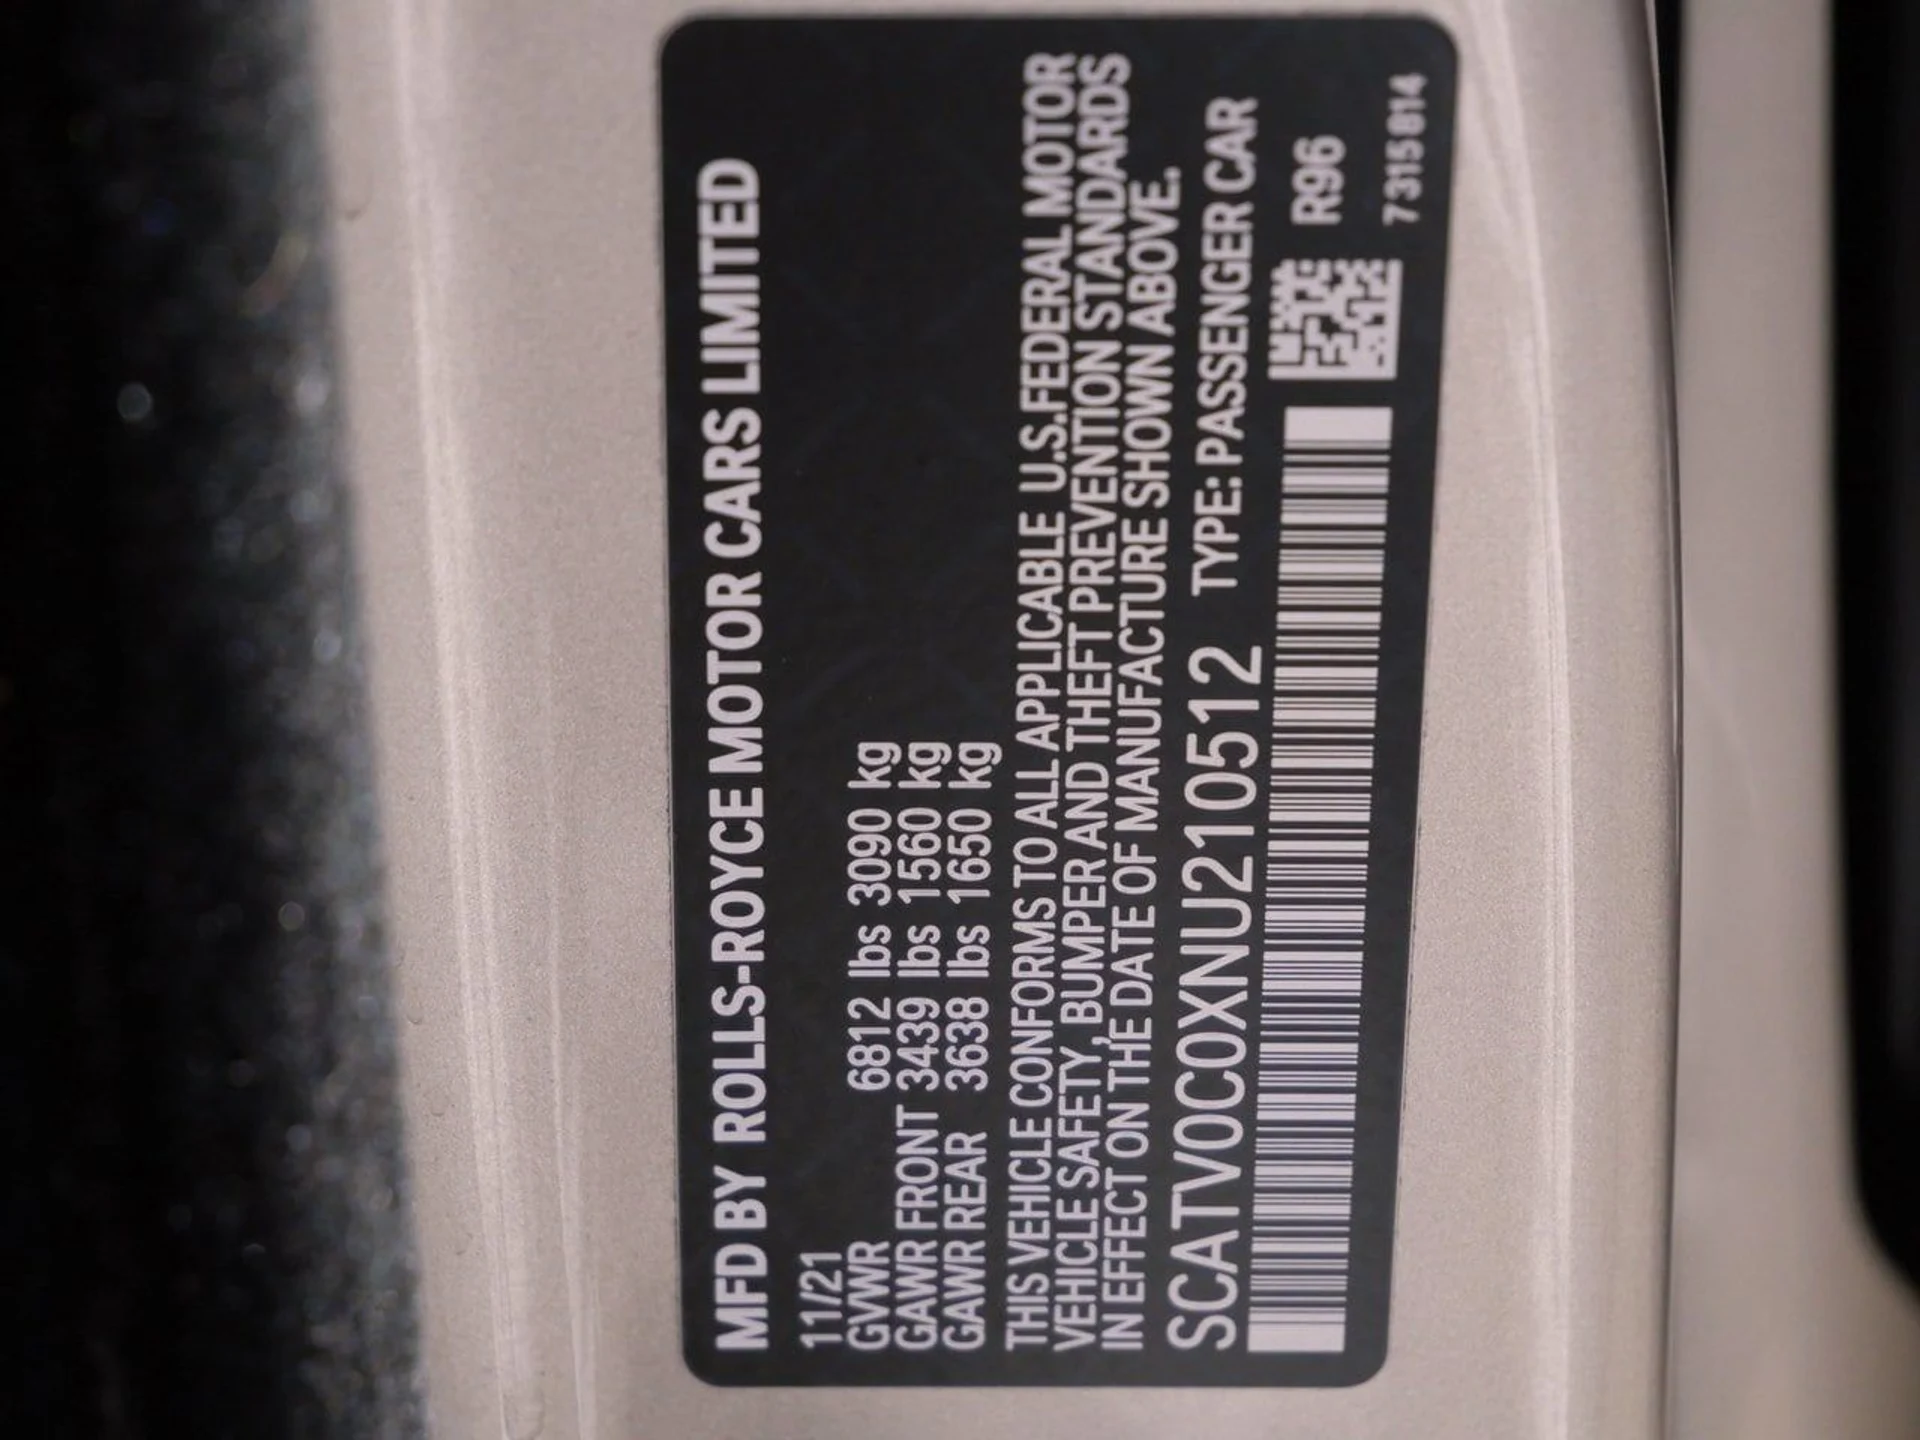 MFD BY ROLLS-ROYCE MOTOR CARS LIMITED
11/21
GVWR 6812 lbs 3090 kg
GAWR FRONT 3439 lbs 1560 kg
GAWR REAR 3638 lbs 1650 kg
THIS VEHICLE CONFORMS TO ALL APPLICABLE U.S.FEDERAL MOTOR
VEHICLE SAFETY, BUMPER AND THEFT PREVENTION STANDARDS
IN EFFECT ON THE DATE OF MANUFACTURE SHOWN ABOVE.
SCATV0C0XNU210512 TYPE: PASSENGER CAR
R96
7315814